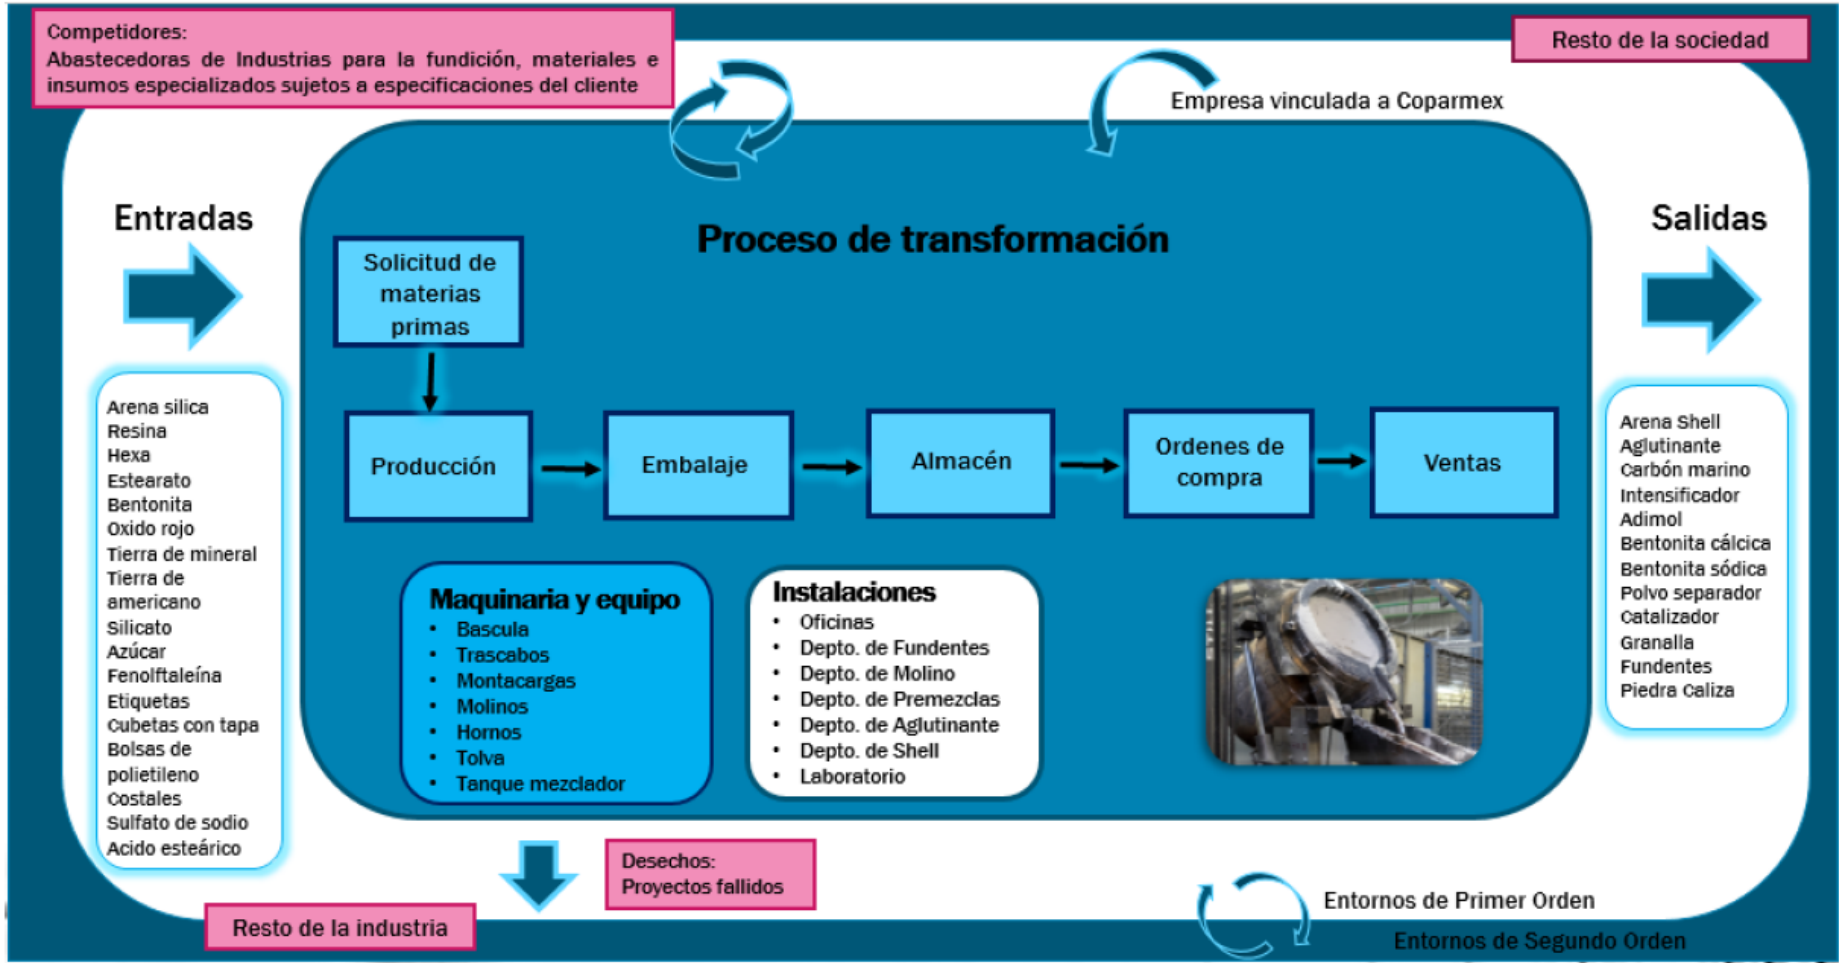 Competidores:
Abastecedoras de Industrias para la fundición, materiales e
insumos especializados sujetos a especificaciones del cliente
Resto de la sociedad
Empresa vinculada a Coparmex
Entradas
Proceso de transformación
Salidas
Solicitud de
materias
primas
Producción
Embalaje
Almacén
Ordenes de
compra
Ventas
Arena silica
Resina
Hexa
Estearato
Bentonita
Oxido rojo
Tierra de mineral
Tierra de
americano
Silicato
Azúcar
Fenolftaleína
Etiquetas
Cubetas con tapa
Bolsas de
polietileno
Costales
Sulfato de sodio
Acido esteárico
Maquinaria y equipo
• Bascula
• Trascabos
• Montacargas
• Molinos
• Hornos
• Tolva
• Tanque mezclador
Instalaciones
• Oficinas
• Depto. de Fundentes
• Depto. de Molino
• Depto. de Premezclas
• Depto. de Aglutinante
• Depto. de Shell
• Laboratorio
Arena Shell
Aglutinante
Carbón marino
Intensificador
Adimol
Bentonita cálcica
Bentonita sódica
Polvo separador
Catalizador
Granalla
Fundentes
Piedra Caliza
Desechos:
Proyectos fallidos
Resto de la industria
Entornos de Primer Orden
Entornos de Segundo Orden